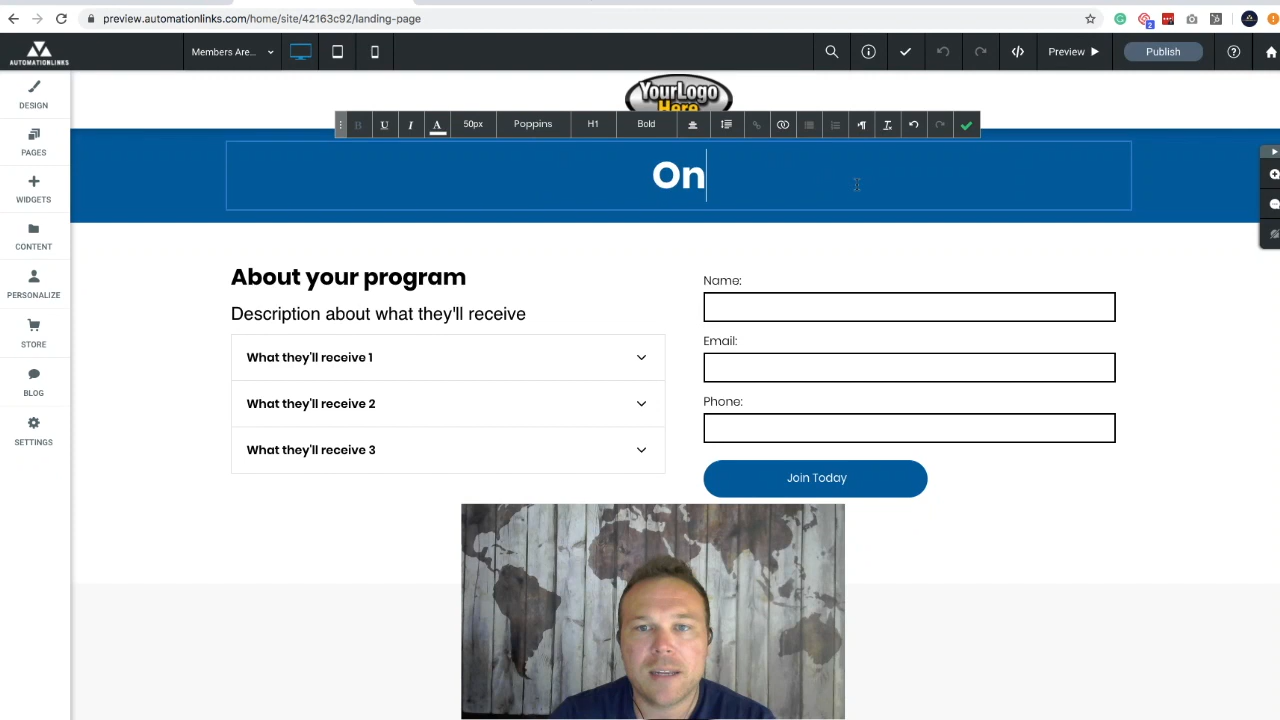 preview.automationlinks.com/home/site/42163c92/landing-page
2
AUTOMATIONLINKS
Members Are...
Preview
Publish
DESIGN
PAGES
WIDGETS
CONTENT
PERSONALIZE
STORE
BLOG
SETTINGS
YourLogo
Here
B U I A 50px Poppins H1 Bold
On
About your program
Description about what they'll receive
What they'll receive 1
What they'll receive 2
What they'll receive 3
Name:
Email:
Phone:
Join Today